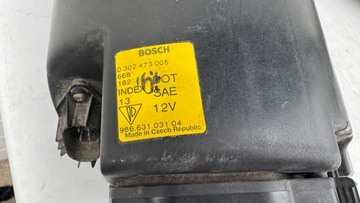 BOSCH
0 302 473 005
668
182 DOT
INDEX SAE
13 12V
986.631.031.04
Made in Czech Republic